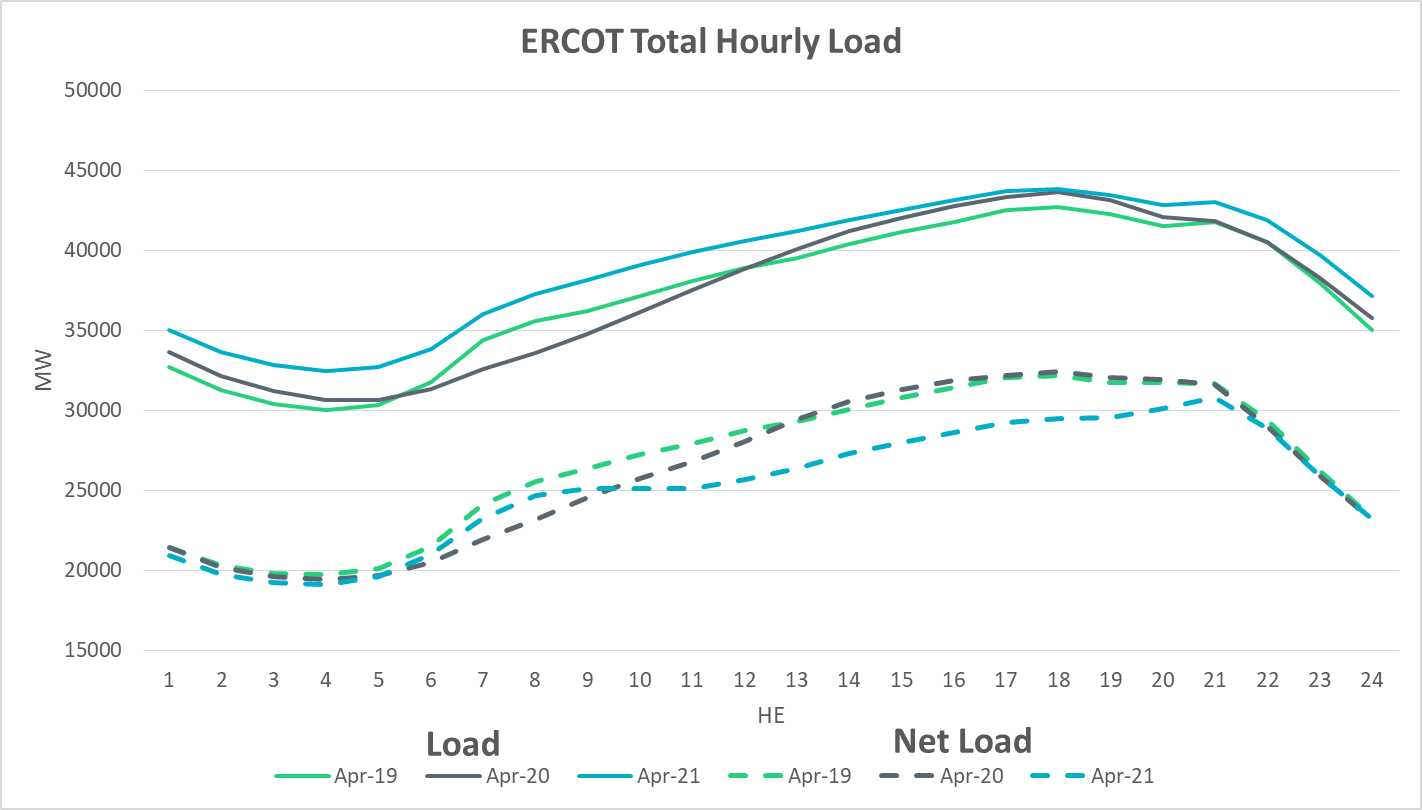 ERCOT Total Hourly Load
50000
45000
40000
35000
30000
25000
20000
15000
MW
1 2 3 4 5 6 7 8 9 10 11 12 13 14 15 16 17 18 19 20 21 22 23 24
HE
Load Net Load
Apr-19 Apr-20 Apr-21 Apr-19 Apr-20 Apr-21